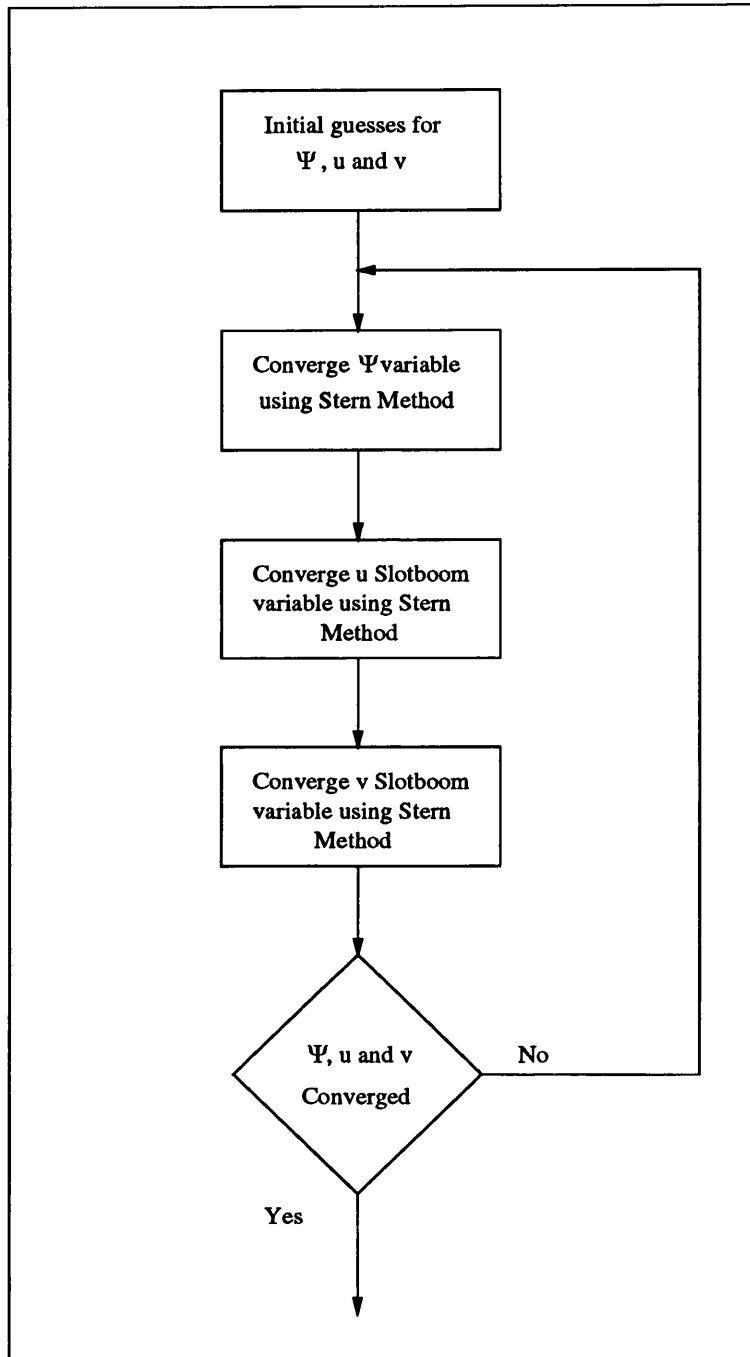 Initial guesses for
Ψ, u and v
Converge Ψ variable
using Stern Method
Converge u Slotboom
variable using Stern
Method
Converge v Slotboom
variable using Stern
Method
Ψ, u and v
Converged
No
Yes